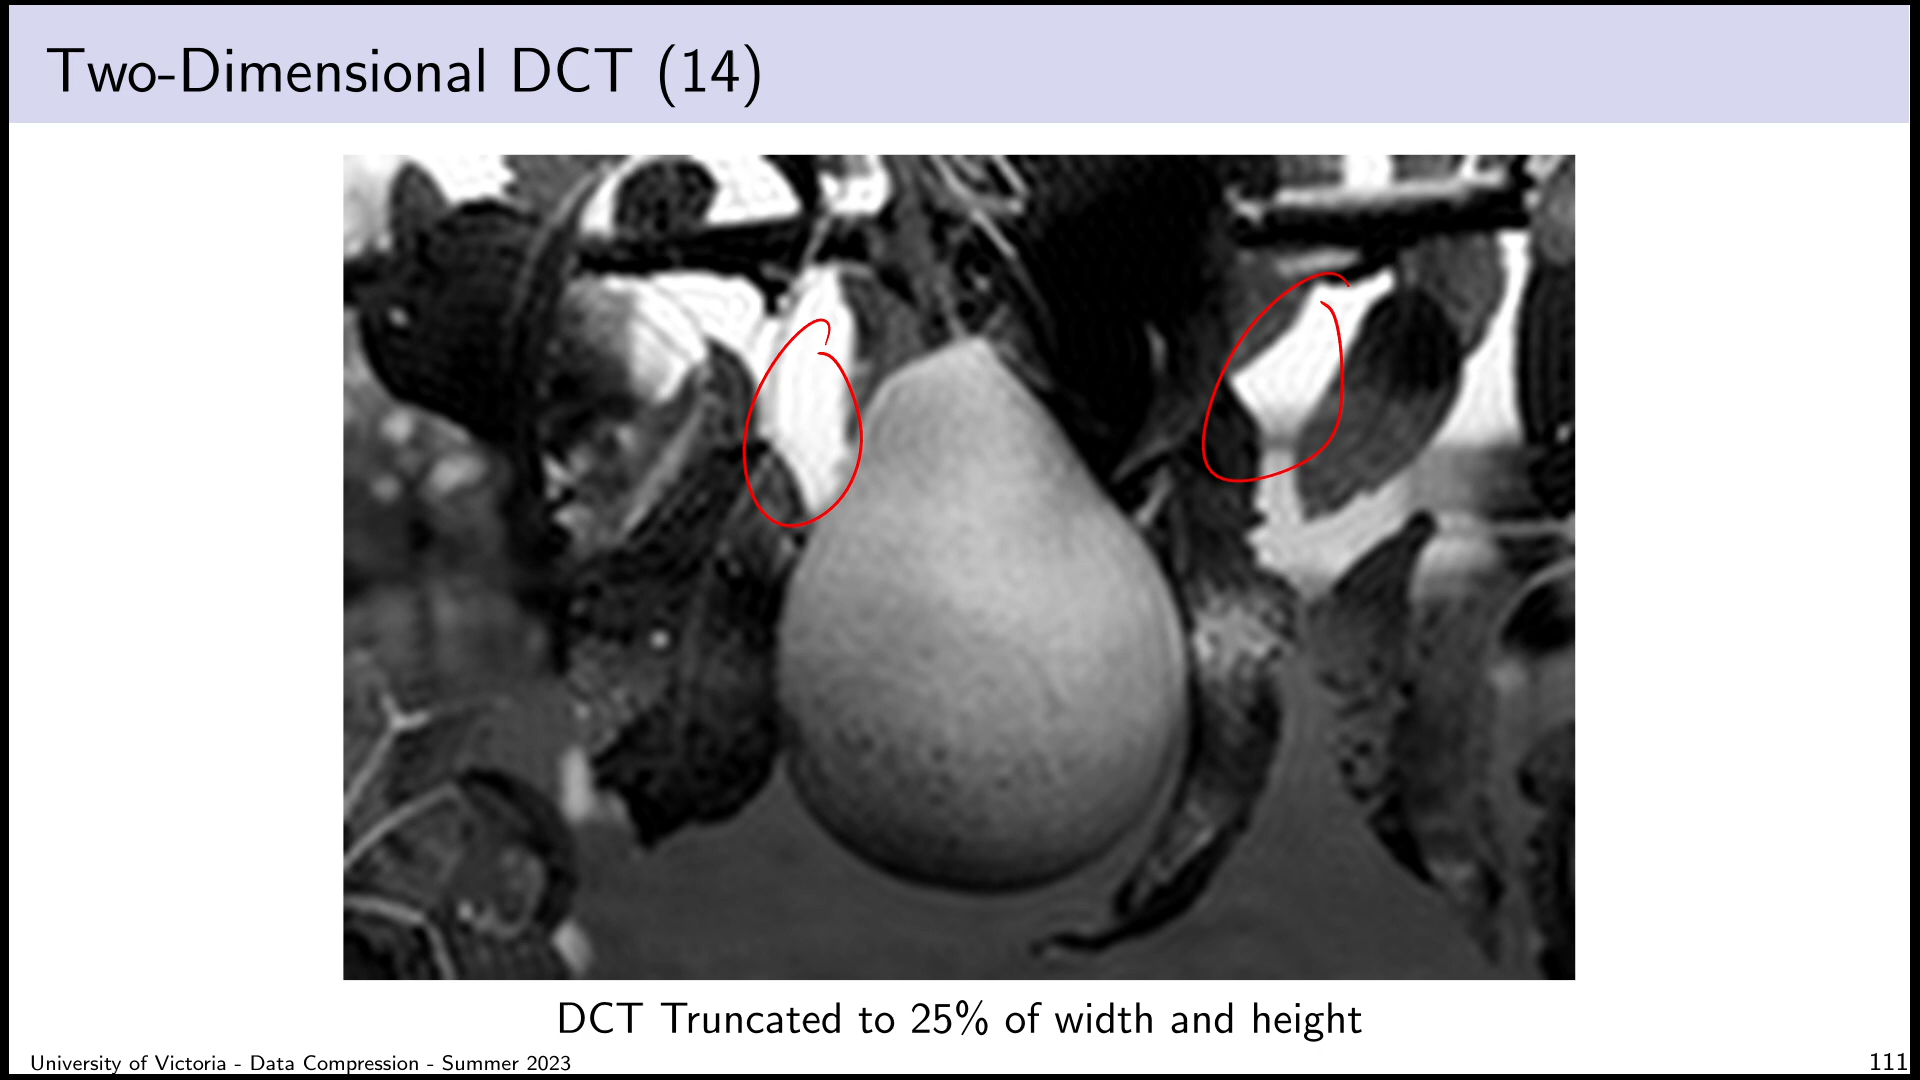 Two-Dimensional DCT (14)
DCT Truncated to 25% of width and height
University of Victoria - Data Compression - Summer 2023
111